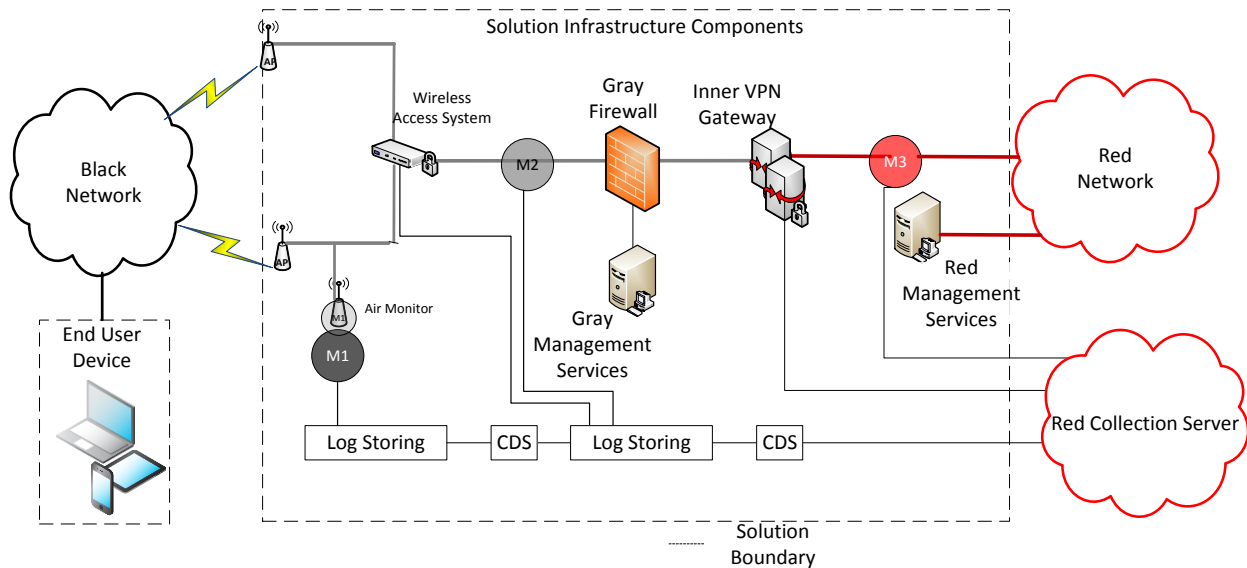 Solution Infrastructure Components
AP
Wireless
Access System
Gray
Firewall
Inner VPN
Gateway
Black
Network
M2
M3
Red
Network
AP
Air Monitor
M1
M1
Gray
Management
Services
Red
Management
Services
End User
Device
Log Storing
CDS
Log Storing
CDS
Red Collection Server
Solution
Boundary